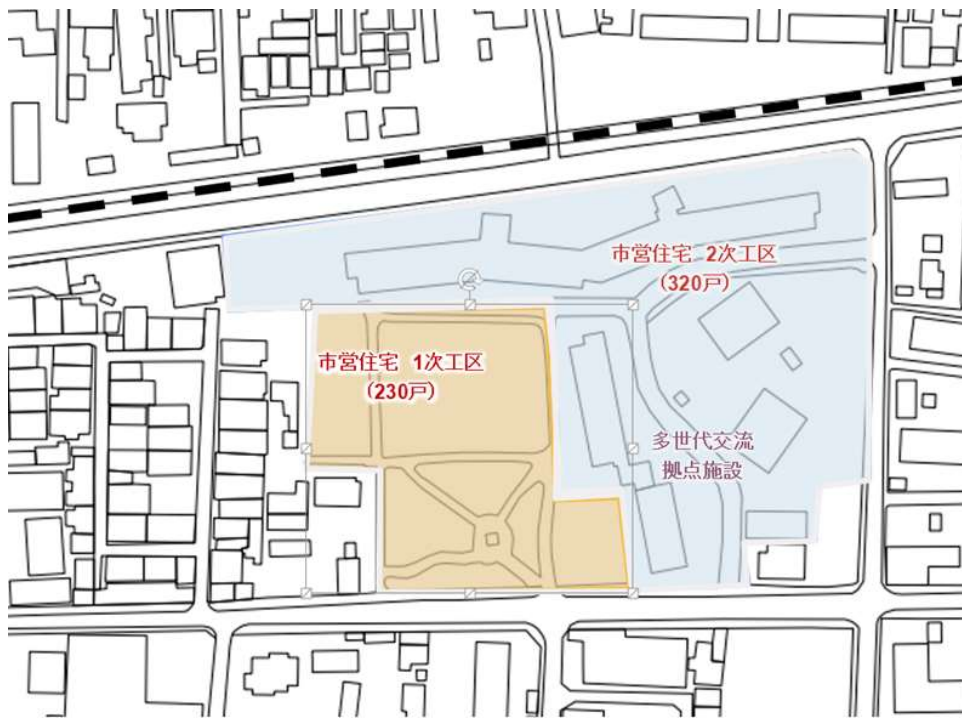 市営住宅 2次工区
（320戸）
市営住宅 1次工区
（230戸）
多世代交流
拠点施設